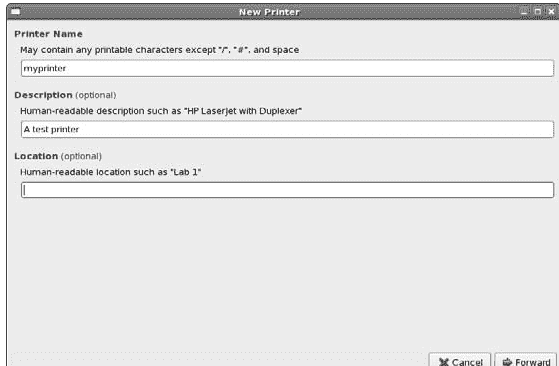 New Printer
Printer Name
May contain any printable characters except "/", "#", and space
myprinter
Description (optional)
Human-readable description such as "HP LaserJet with Duplexer"
A test printer
Location (optional)
Human-readable location such as "Lab 1"
Cancel Forward